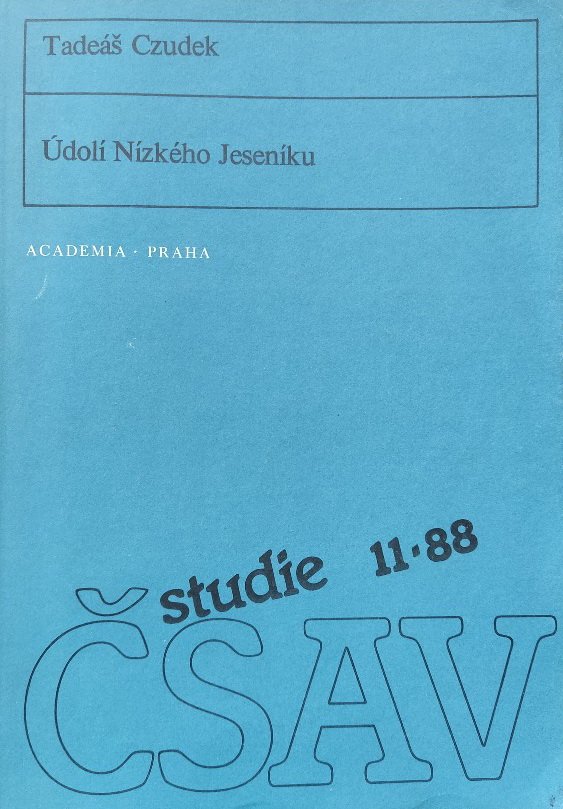 Tadeáš Czudek
Údolí Nízkého Jeseníku
ACADEMIA · PRAHA
studie 11·88
ČSAV